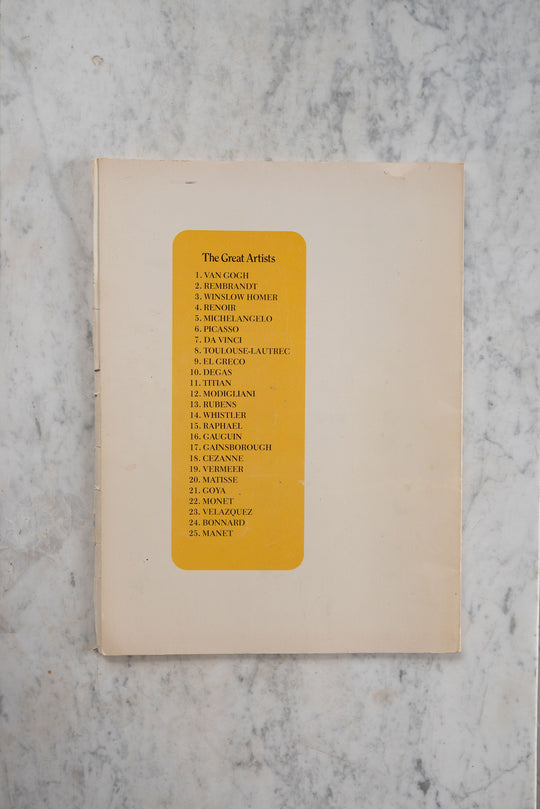 The Great Artists
1. VAN GOGH
2. REMBRANDT
3. WINSLOW HOMER
4. RENOIR
5. MICHELANGELO
6. PICASSO
7. DA VINCI
8. TOULOUSE-LAUTREC
9. EL GRECO
10. DEGAS
11. TITIAN
12. MODIGLIANI
13. RUBENS
14. WHISTLER
15. RAPHAEL
16. GAUGUIN
17. GAINSBOROUGH
18. CEZANNE
19. VERMEER
20. MATISSE
21. GOYA
22. MONET
23. VELAZQUEZ
24. BONNARD
25. MANET